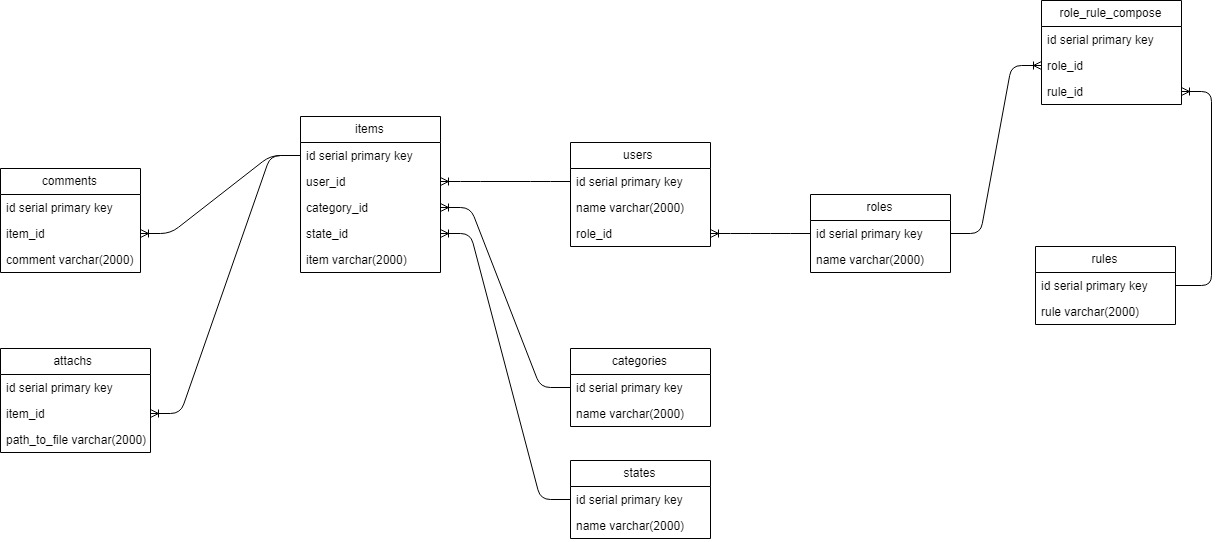 role_rule_compose
id serial primary key
role_id
rule_id
items
id serial primary key
user_id
category_id
state_id
item varchar(2000)
users
id serial primary key
name varchar(2000)
role_id
comments
id serial primary key
item_id
comment varchar(2000)
roles
id serial primary key
name varchar(2000)
rules
id serial primary key
rule varchar(2000)
attachs
id serial primary key
item_id
path_to_file varchar(2000)
categories
id serial primary key
name varchar(2000)
states
id serial primary key
name varchar(2000)